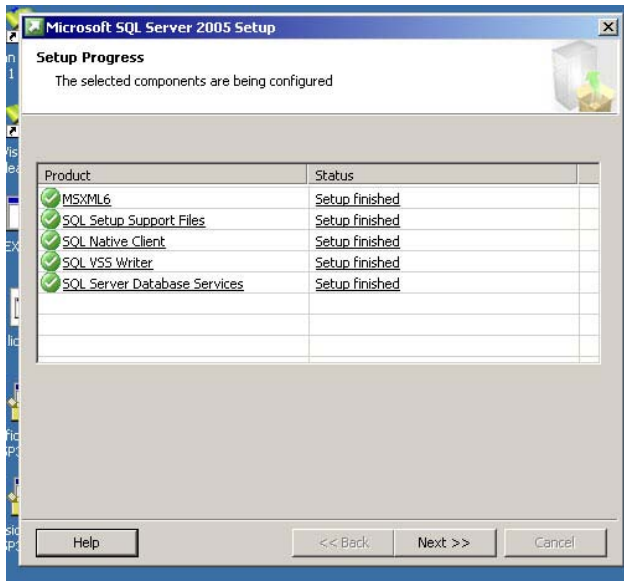 Microsoft SQL Server 2005 Setup
Setup Progress
The selected components are being configured
Product Status
MSXML6 Setup finished
SQL Setup Support Files Setup finished
SQL Native Client Setup finished
SQL VSS Writer Setup finished
SQL Server Database Services Setup finished
Help << Back Next >> Cancel